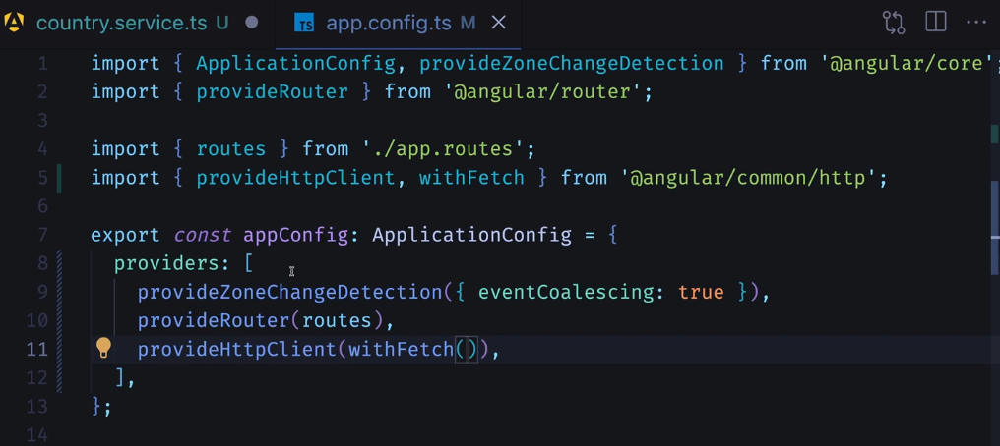 country.service.ts U
TS app.config.ts M
1 import { ApplicationConfig, provideZoneChangeDetection } from '@angular/core';
2 import { provideRouter } from '@angular/router';
3
4 import { routes } from './app.routes';
5 import { provideHttpClient, withFetch } from '@angular/common/http';
6
7 export const appConfig: ApplicationConfig = {
8 providers: [
9 provideZoneChangeDetection({ eventCoalescing: true }),
10 provideRouter(routes),
11 provideHttpClient(withFetch()),
12 ],
13 };
14